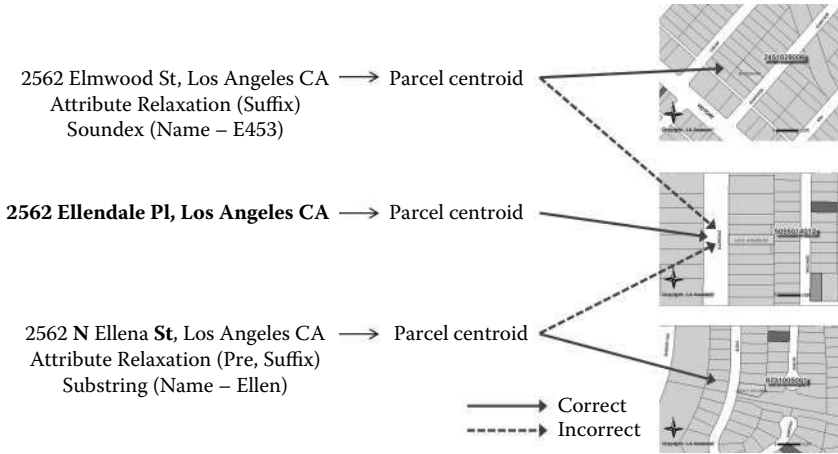 2562 Elmwood St, Los Angeles CA → Parcel centroid
Attribute Relaxation (Suffix)
Soundex (Name – E453)
2562 Ellendale Pl, Los Angeles CA → Parcel centroid
2562 N Ellena St, Los Angeles CA → Parcel centroid
Attribute Relaxation (Pre, Suffix)
Substring (Name – Ellen)
Correct
Incorrect